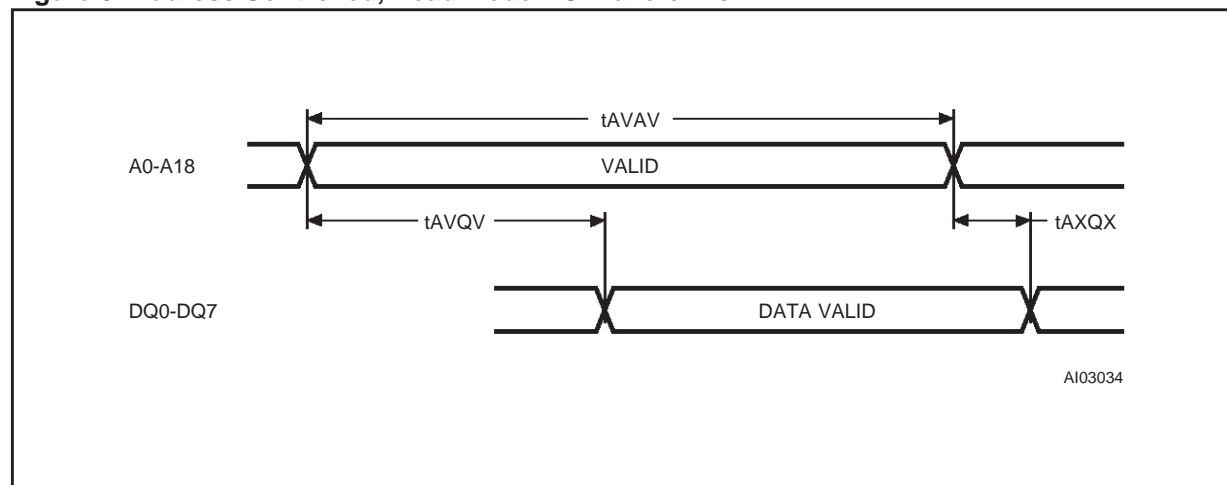 tAVAV
A0-A18
VALID
tAVQV
tAXQX
DQ0-DQ7
DATA VALID
AI03034